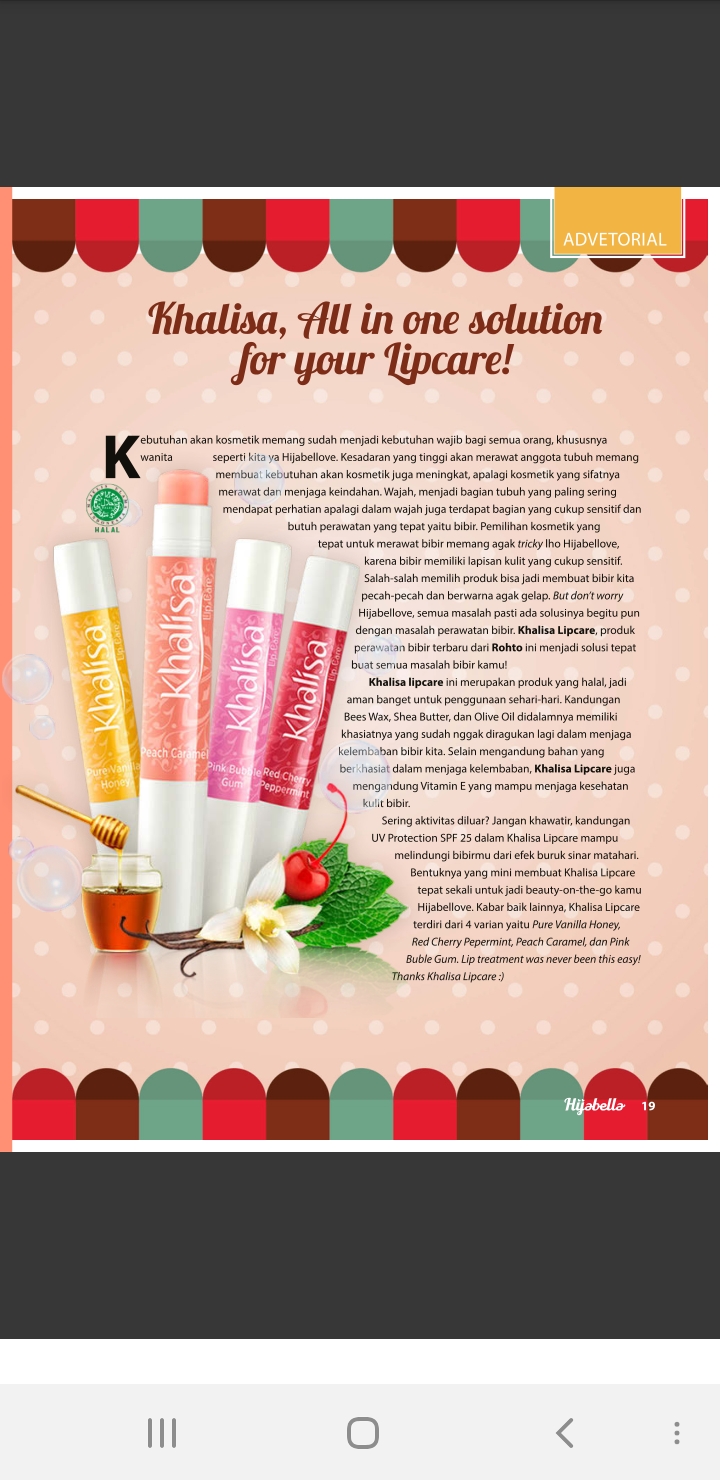 ADVETORIAL
Khalisa, All in one solution
for your Lipcare!
Kebutuhan akan kosmetik memang sudah menjadi kebutuhan wajib bagi semua orang, khususnya
wanita seperti kita ya Hijabellove. Kesadaran yang tinggi akan merawat anggota tubuh memang
membuat kebutuhan akan kosmetik juga meningkat, apalagi kosmetik yang sifatnya
merawat dan menjaga keindahan. Wajah, menjadi bagian tubuh yang paling sering
mendapat perhatian apalagi dalam wajah juga terdapat bagian yang cukup sensitif dan
butuh perawatan yang tepat yaitu bibir. Pemilihan kosmetik yang
tepat untuk merawat bibir memang agak tricky lho Hijabellove,
karena bibir memiliki lapisan kulit yang cukup sensitif.
Salah-salah memilih produk bisa jadi membuat bibir kita
pecah-pecah dan berwarna agak gelap. But don't worry
Hijabellove, semua masalah pasti ada solusinya begitu pun
dengan masalah perawatan bibir. Khalisa Lipcare, produk
perawatan bibir terbaru dari Rohto ini menjadi solusi tepat
buat semua masalah bibir kamu!
Khalisa lipcare ini merupakan produk yang halal, jadi
aman banget untuk penggunaan sehari-hari. Kandungan
Bees Wax, Shea Butter, dan Olive Oil didalamnya memiliki
khasiatnya yang sudah nggak diragukan lagi dalam menjaga
kelembaban bibir kita. Selain mengandung bahan yang
berkhasiat dalam menjaga kelembaban, Khalisa Lipcare juga
mengandung Vitamin E yang mampu menjaga kesehatan
kulit bibir.
Sering aktivitas diluar? Jangan khawatir, kandungan
UV Protection SPF 25 dalam Khalisa Lipcare mampu
melindungi bibirmu dari efek buruk sinar matahari.
Bentuknya yang mini membuat Khalisa Lipcare
tepat sekali untuk jadi beauty-on-the-go kamu
Hijabellove. Kabar baik lainnya, Khalisa Lipcare
terdiri dari 4 varian yaitu Pure Vanilla Honey,
Red Cherry Pepermint, Peach Caramel, dan Pink
Buble Gum. Lip treatment was never been this easy!
Thanks Khalisa Lipcare :)
HALAL
Khalisa
Lip Care
Pure Vanilla
Honey
Khalisa
Lip Care
Peach Caramel
Khalisa
Lip Care
Pink Bubble
Gum
Khalisa
Lip Care
Red Cherry
Peppermint
Hijabella 19